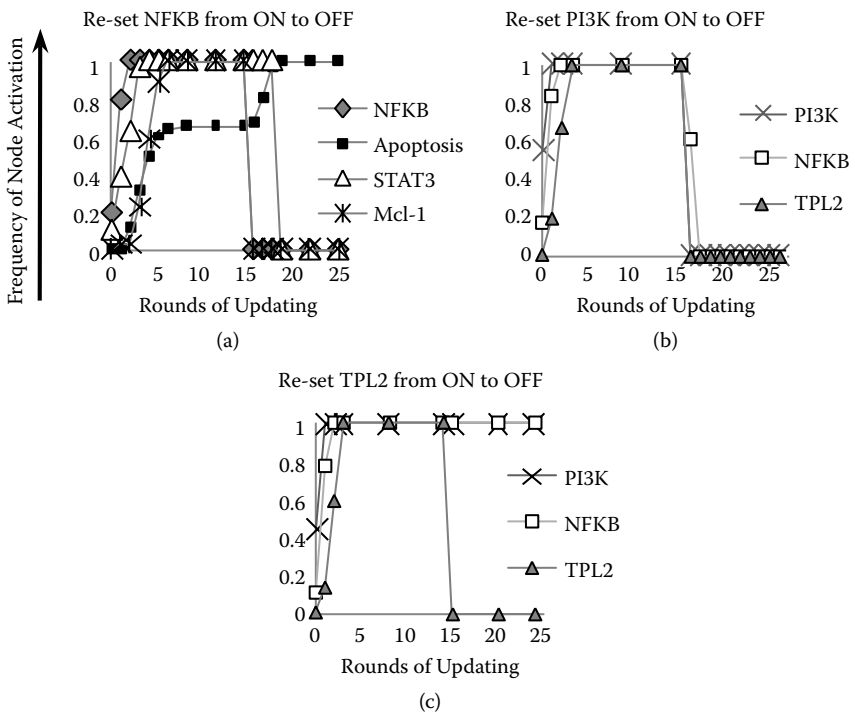 Re-set NFKB from ON to OFF
Frequency of Node Activation
1
0.8
0.6
0.4
0.2
0
0 5 10 15 20 25
Rounds of Updating
NFKB
Apoptosis
STAT3
Mcl-1
(a)
Re-set PI3K from ON to OFF
1
0.8
0.6
0.4
0.2
0
0 5 10 15 20 25
Rounds of Updating
PI3K
NFKB
TPL2
(b)
Re-set TPL2 from ON to OFF
1
0.8
0.6
0.4
0.2
0
0 5 10 15 20 25
Rounds of Updating
PI3K
NFKB
TPL2
(c)